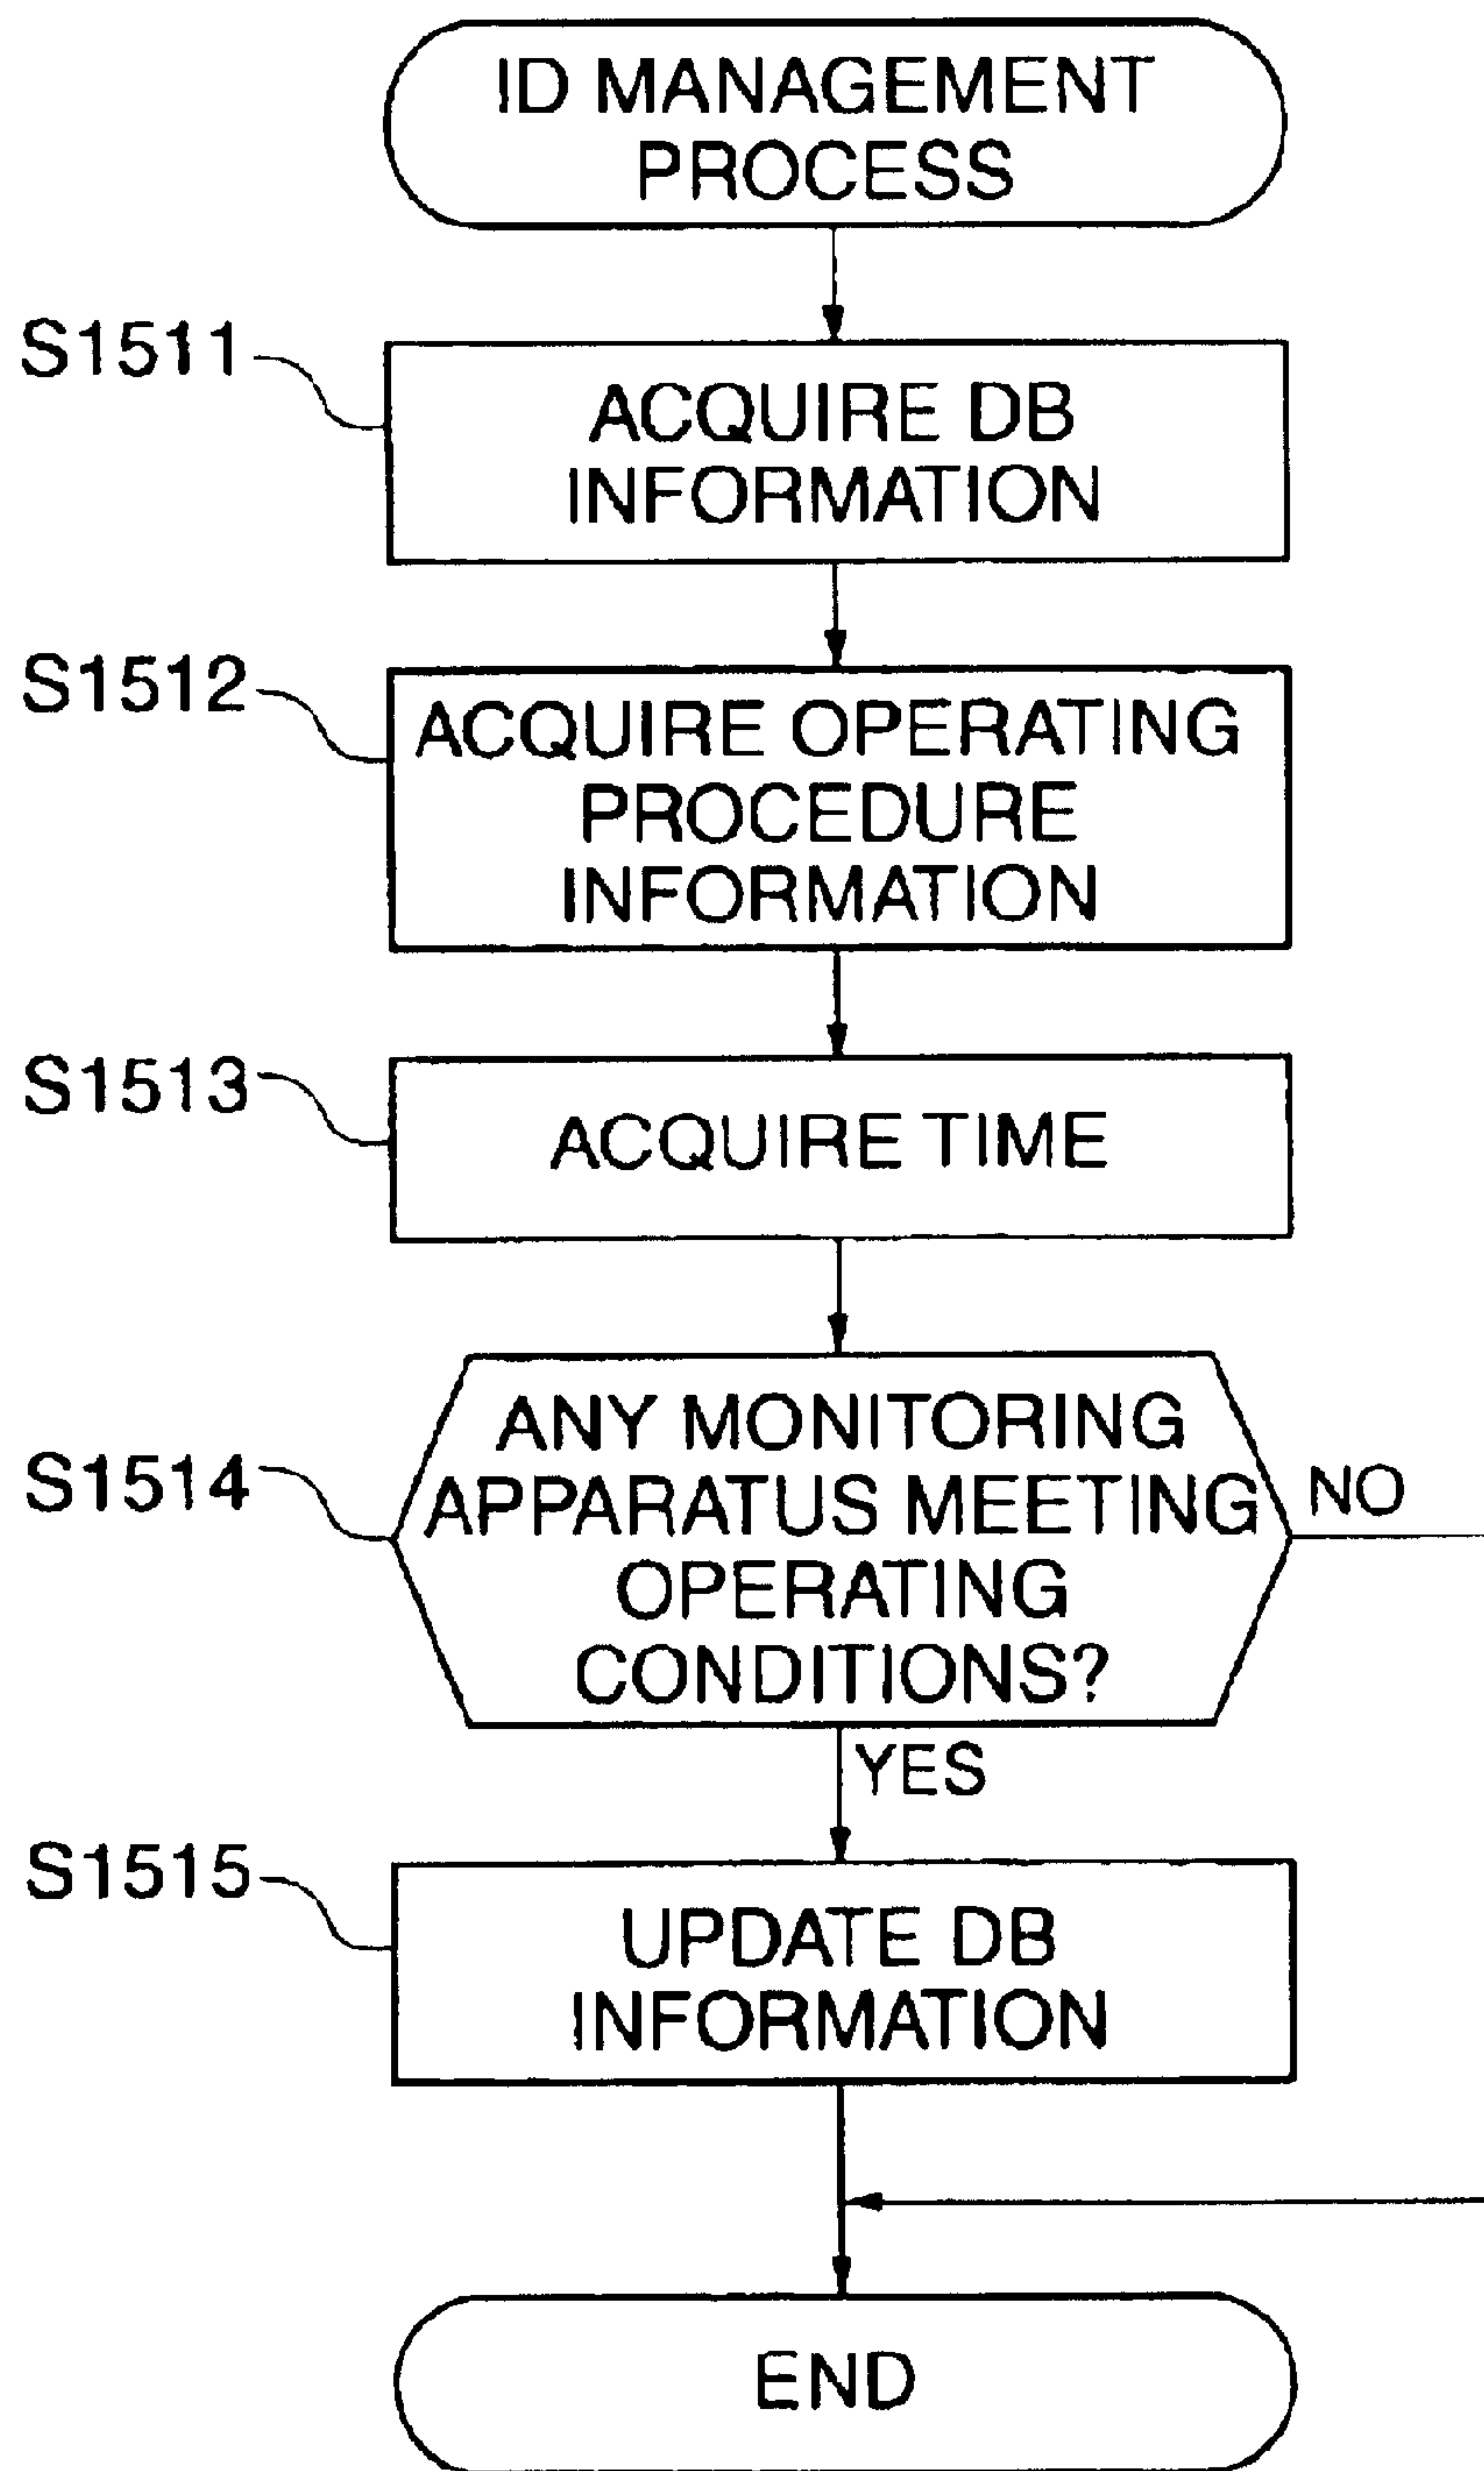 ID MANAGEMENT
PROCESS
S1511
ACQUIRE DB
INFORMATION
S1512
ACQUIRE OPERATING
PROCEDURE
INFORMATION
S1513
ACQUIRE TIME
S1514
ANY MONITORING
APPARATUS MEETING
OPERATING
CONDITIONS?
NO
YES
S1515
UPDATE DB
INFORMATION
END